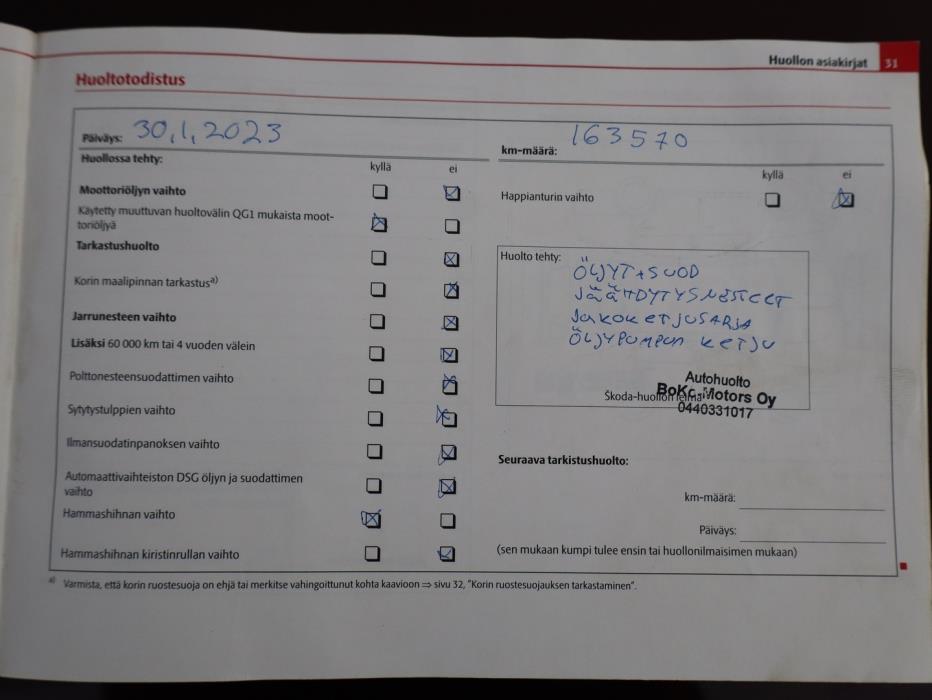 Huollon asiakirjat 31
Huoltotodistus
Päiväys: 30.1.2023
km-määrä: 163570
Huollossa tehty:
kyllä ei
Moottoriöljyn vaihto
Käytetty muuttuvan huoltovälin QG1 mukaista moot-
toriöljyä
Tarkastushuolto
Korin maalipinnan tarkastus a)
Jarrunesteen vaihto
Lisäksi 60 000 km tai 4 vuoden välein
Polttonesteensuodattimen vaihto
Sytytystulppien vaihto
Ilmansuodatinpanoksen vaihto
Automaattivaihteiston DSG öljyn ja suodattimen
vaihto
Hammashihnan vaihto
Hammashihnan kiristinrullan vaihto
kyllä ei
Happianturin vaihto
Huolto tehty:
ÖLJYT + SUOD
JÄÄHDYTYSNESTEET
JAKOKETJUSARJA
ÖLJYPUMPUN KETJU
Autohuolto
Škoda-huollon leima
BoKc-Motors Oy
0440331017
Seuraava tarkistushuolto:
km-määrä:
Päiväys:
(sen mukaan kumpi tulee ensin tai huollonilmaisimen mukaan)
a) Varmista, että korin ruostesuoja on ehjä tai merkitse vahingoittunut kohta kaavioon ⇒ sivu 32, "Korin ruostesuojauksen tarkastaminen".